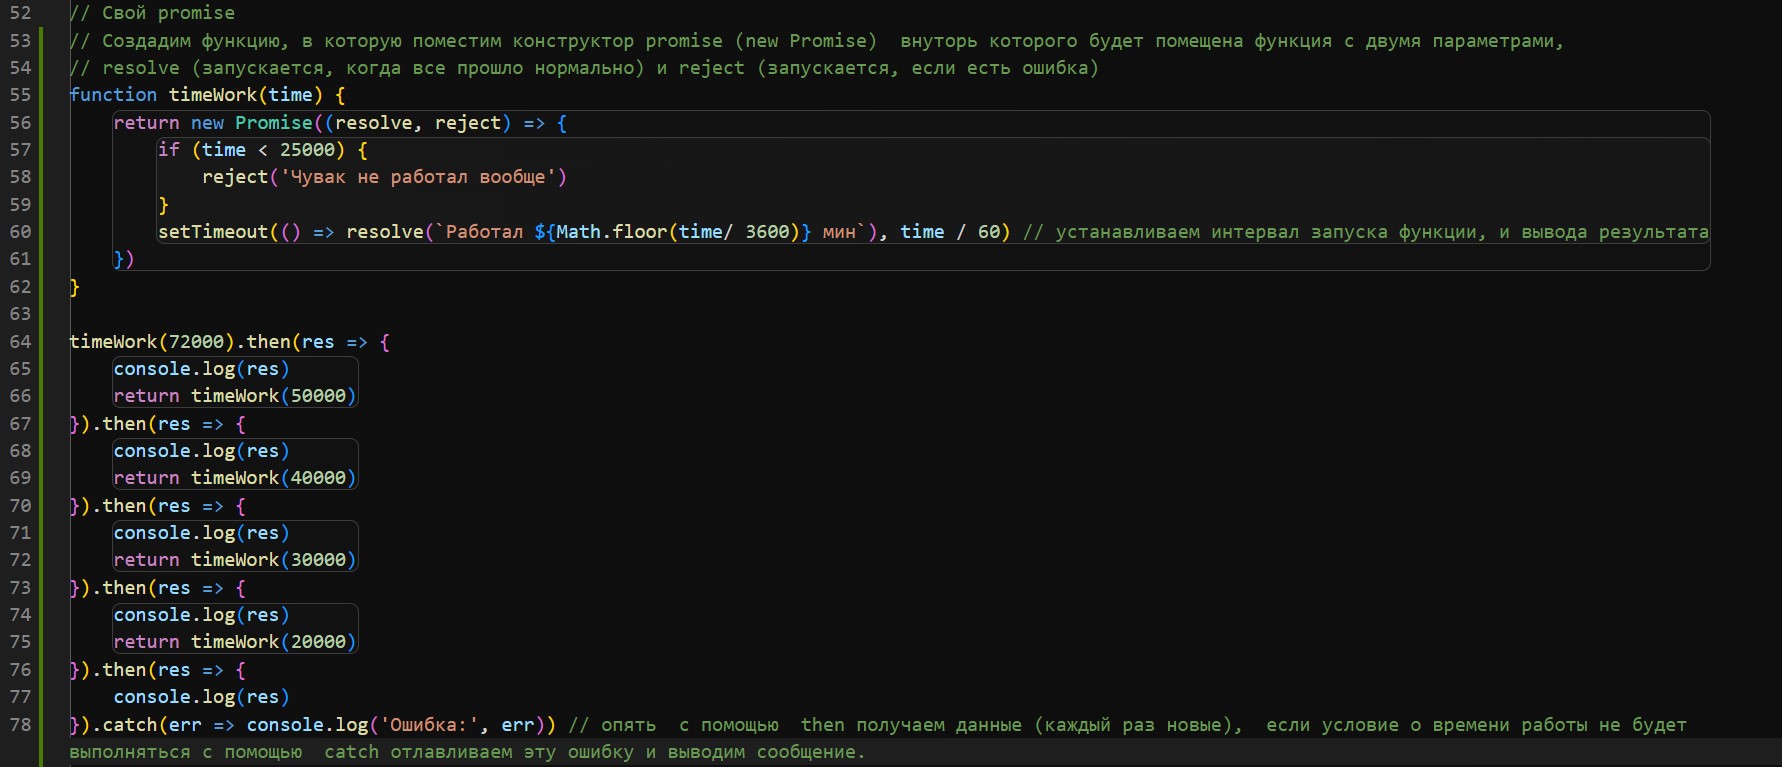 52 // Свой promise
53 // Создадим функцию, в которую поместим конструктор promise (new Promise)  внуторь которого будет помещена функция с двумя параметрами,
54 // resolve (запускается, когда все прошло нормально) и reject (запускается, если есть ошибка)
55 function timeWork(time) {
56     return new Promise((resolve, reject) => {
57         if (time < 25000) {
58             reject('Чувак не работал вообще')
59         }
60         setTimeout(() => resolve(`Работал ${Math.floor(time/ 3600)} мин`), time / 60) // устанавливаем интервал запуска функции, и вывода результата
61     })
62 }
63
64 timeWork(72000).then(res => {
65     console.log(res)
66     return timeWork(50000)
67 }).then(res => {
68     console.log(res)
69     return timeWork(40000)
70 }).then(res => {
71     console.log(res)
72     return timeWork(30000)
73 }).then(res => {
74     console.log(res)
75     return timeWork(20000)
76 }).then(res => {
77     console.log(res)
78 }).catch(err => console.log('Ошибка:', err)) // опять  с помощью  then получаем данные (каждый раз новые),  если условие о времени работы не будет
выполняться с помощью  catch отлавливаем эту ошибку и выводим сообщение.